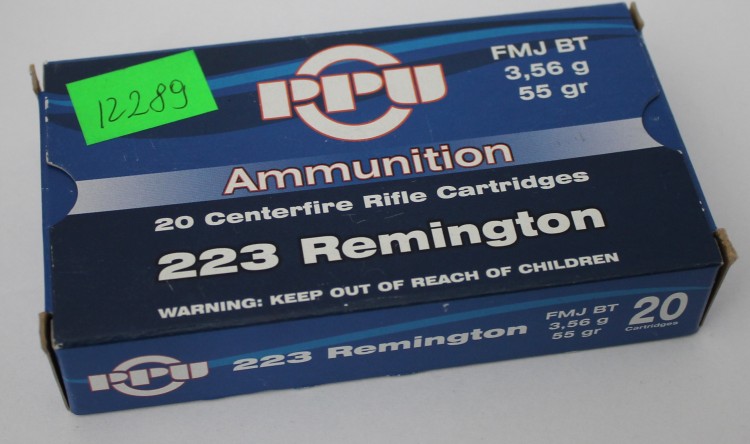 12289
PPU
FMJ BT
3,56 g
55 gr
Ammunition
20 Centerfire Rifle Cartridges
223 Remington
WARNING: KEEP OUT OF REACH OF CHILDREN
PPU
223 Remington
FMJ BT
3,56 g
55 gr
20
Cartridges